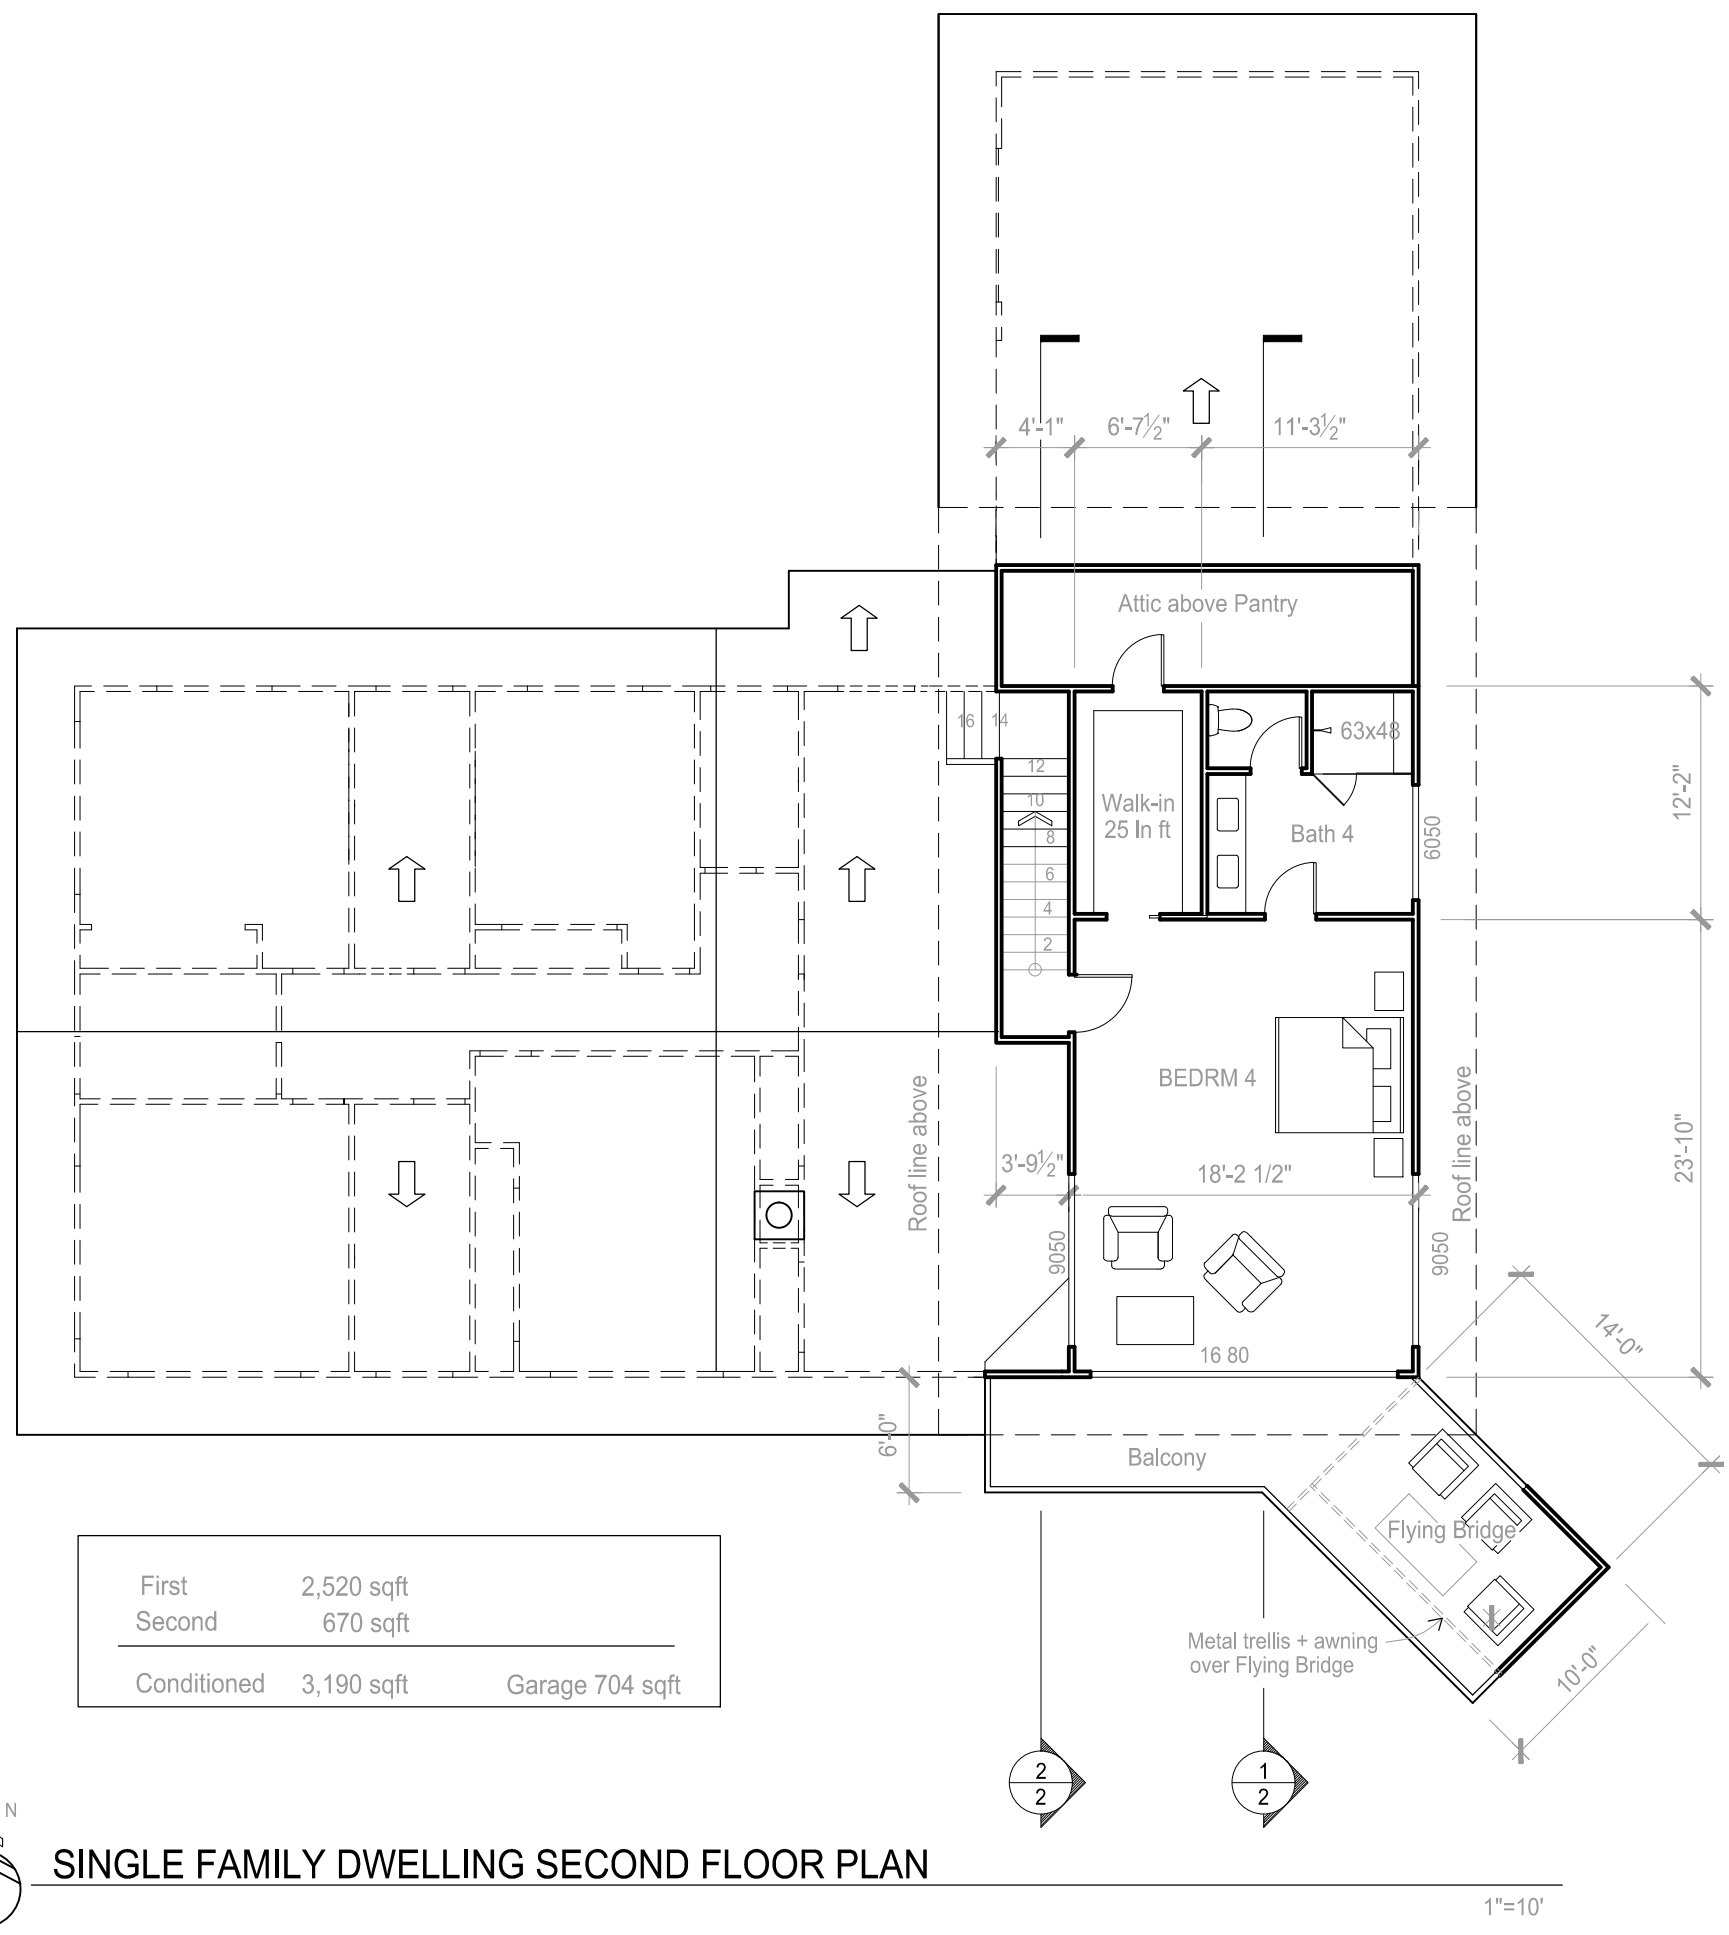 4'-1"
6'-7½"
11'-3½"
Attic above Pantry
16
14
12
10
8
6
4
2
63x48
Walk-in
25 ln ft
Bath 4
6050
12'-2"
BEDRM 4
Roof line above
Roof line above
23'-10"
3'-9½"
18'-2 1/2"
9050
9050
16 80
14'-0"
6'-0"
Balcony
Flying Bridge
First 2,520 sqft
Second 670 sqft
Conditioned 3,190 sqft Garage 704 sqft
Metal trellis + awning
over Flying Bridge
10'-0"
2
2
1
2
N
SINGLE FAMILY DWELLING SECOND FLOOR PLAN
1"=10'